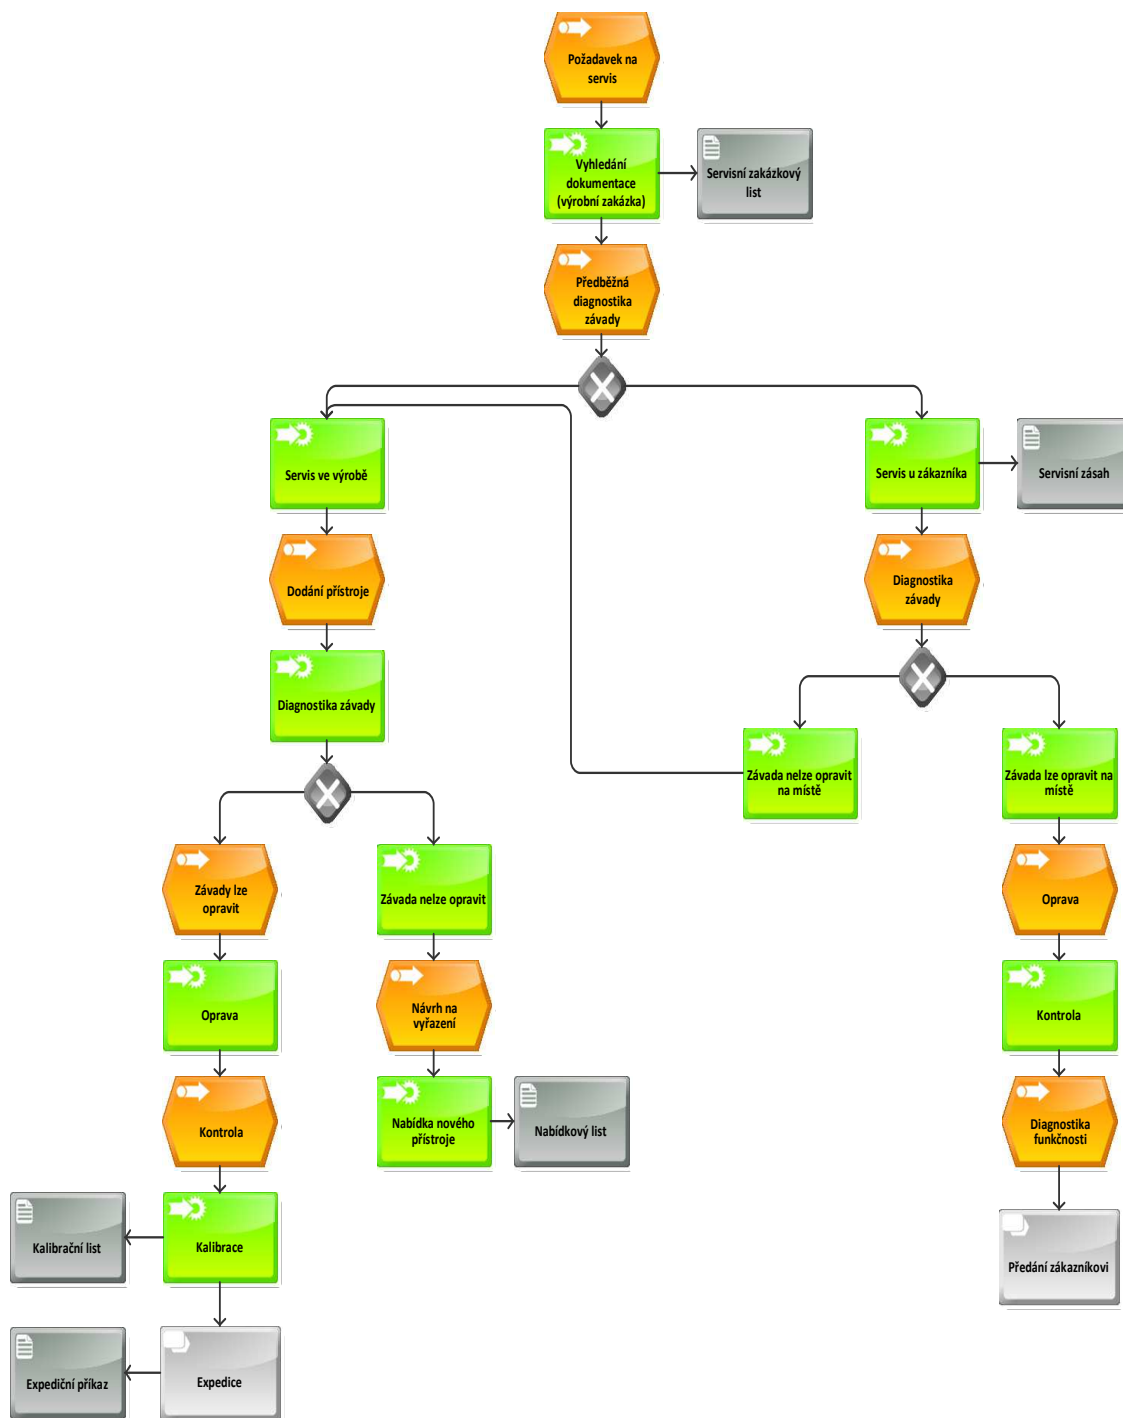 Požadavek na
servis
Vyhledání
dokumentace
(výrobní zakázka)
Servisní zakázkový
list
Předběžná
diagnostika
závady
Servis ve výrobě
Servis u zákazníka
Servisní zásah
Dodání přístroje
Diagnostika
závady
Diagnostika závady
Závada nelze opravit
na místě
Závada lze opravit na
místě
Závady lze
opravit
Závada nelze opravit
Oprava
Oprava
Návrh na
vyřazení
Kontrola
Kontrola
Nabídka nového
přístroje
Nabídkový list
Diagnostika
funkčnosti
Kalibrační list
Kalibrace
Předání zákazníkovi
Expediční příkaz
Expedice